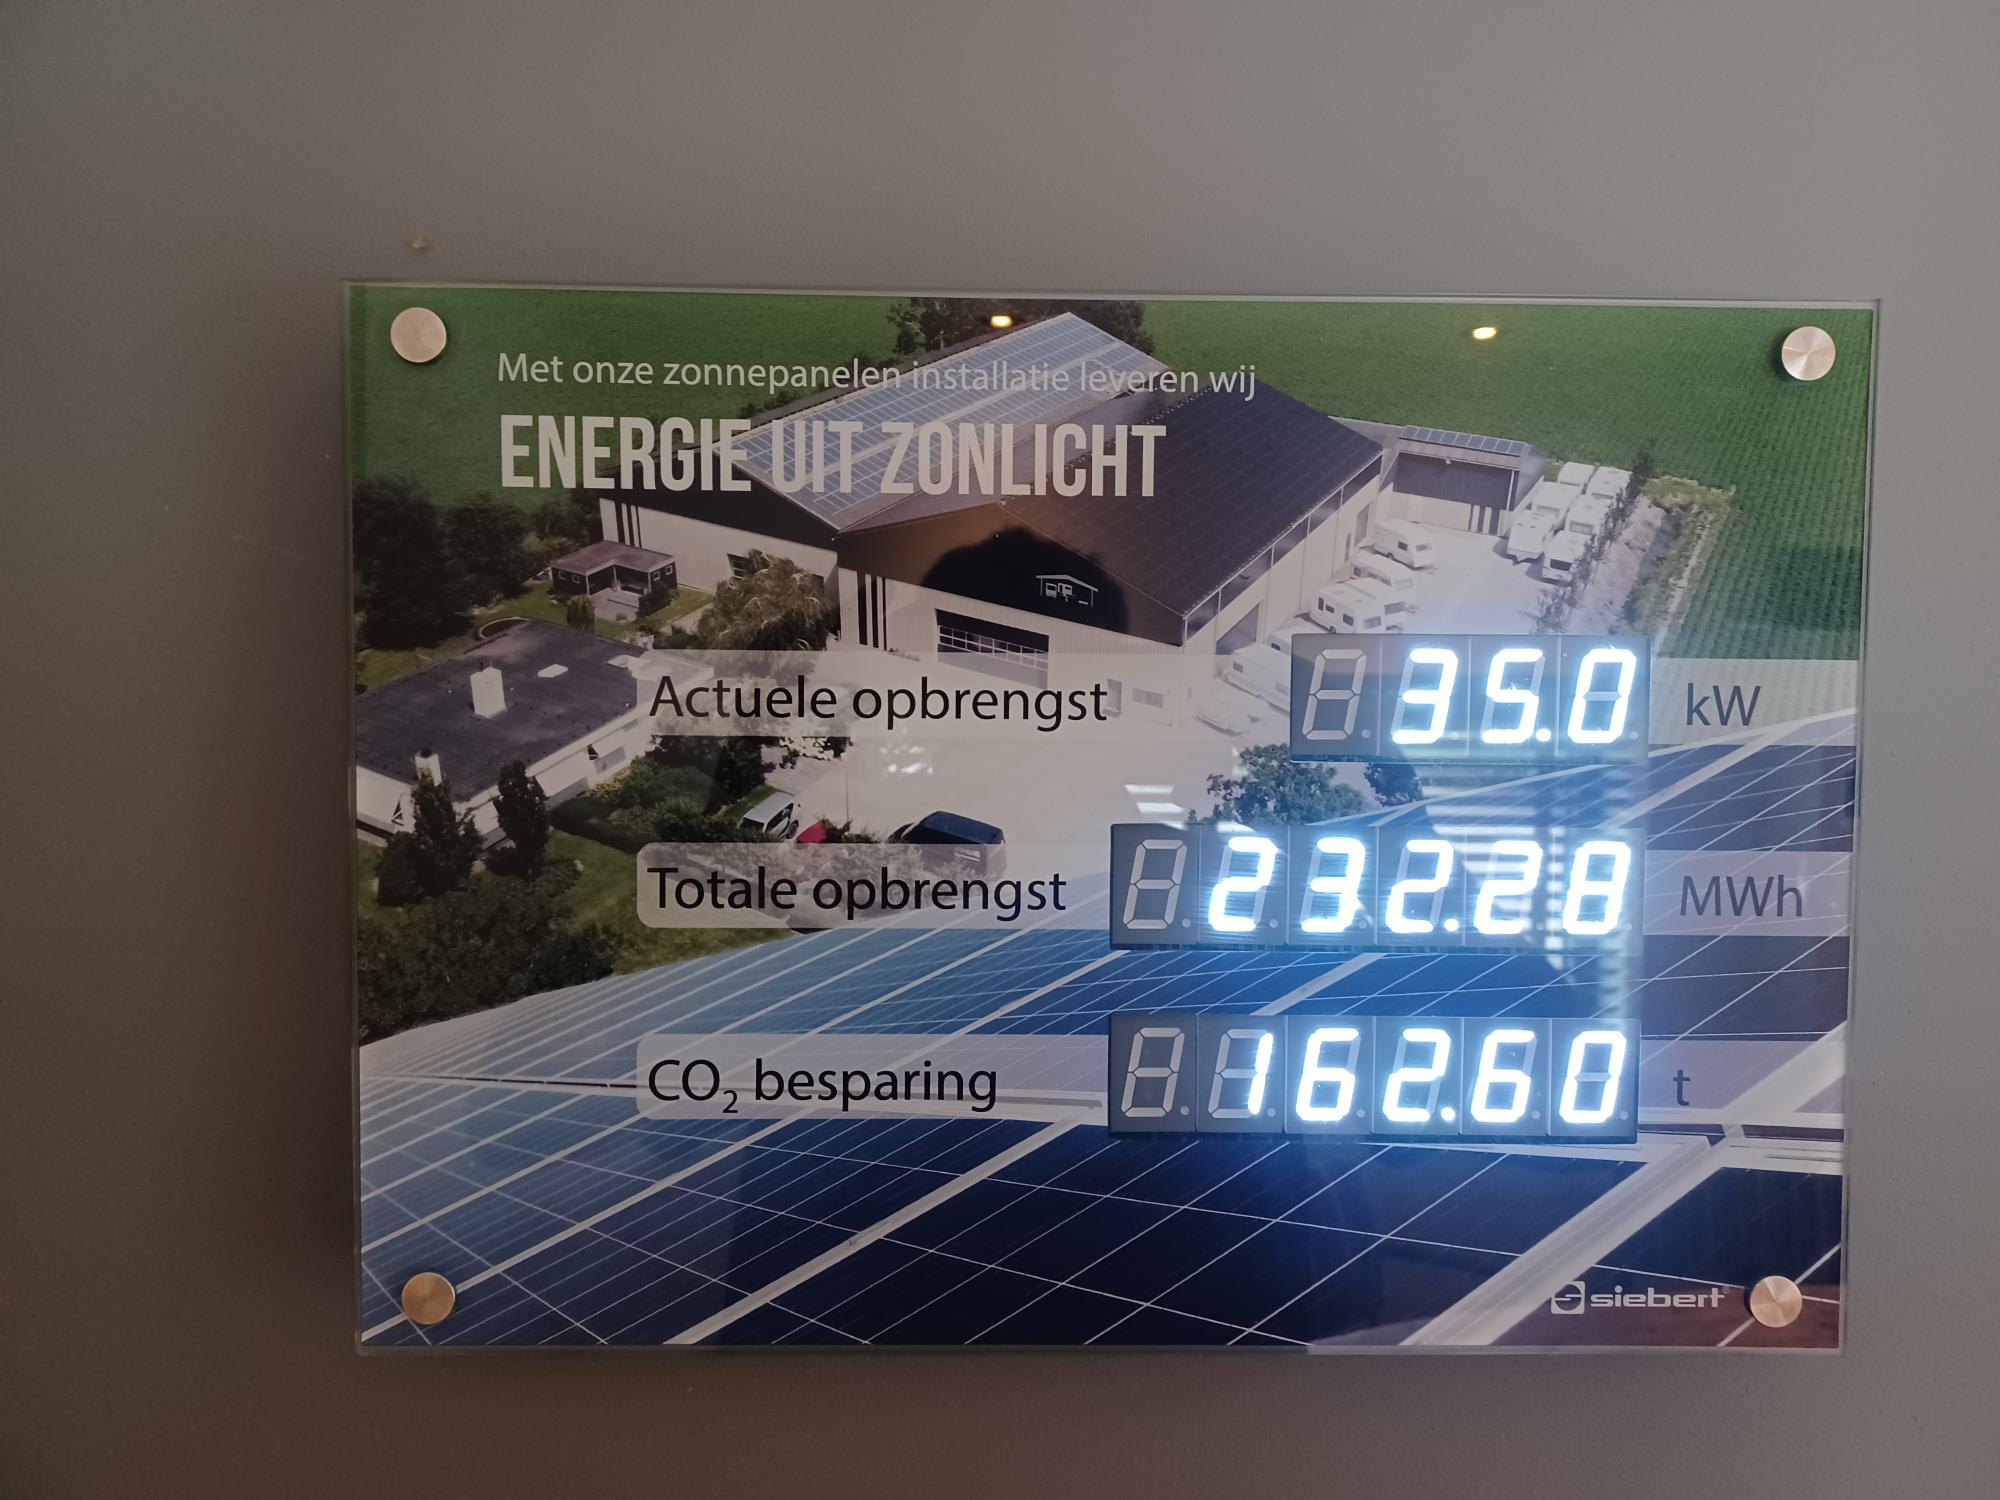 Met onze zonnepanelen installatie leveren wij
ENERGIE UIT ZONLICHT
Actuele opbrengst 35.0 kW
Totale opbrengst 232.28 MWh
CO₂ besparing 162.60 t
siebert®